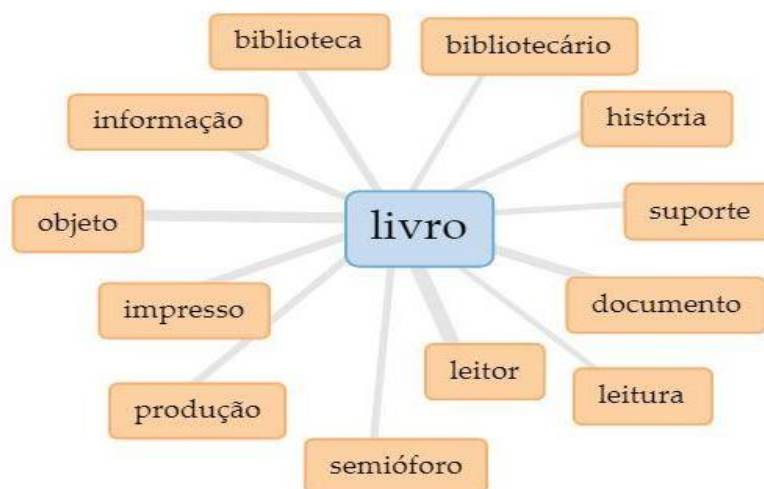 biblioteca
bibliotecário
informação
história
objeto
livro
suporte
impresso
documento
leitor
leitura
produção
semióforo